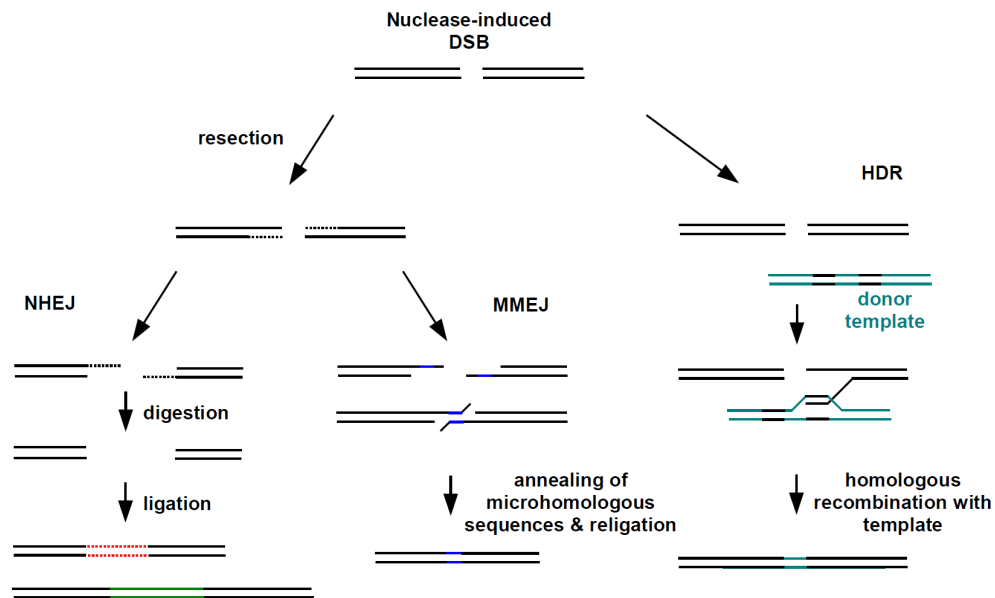 Nuclease-induced
DSB
resection
HDR
NHEJ
MMEJ
donor
template
digestion
ligation
annealing of
microhomologous
sequences & religation
homologous
recombination with
template